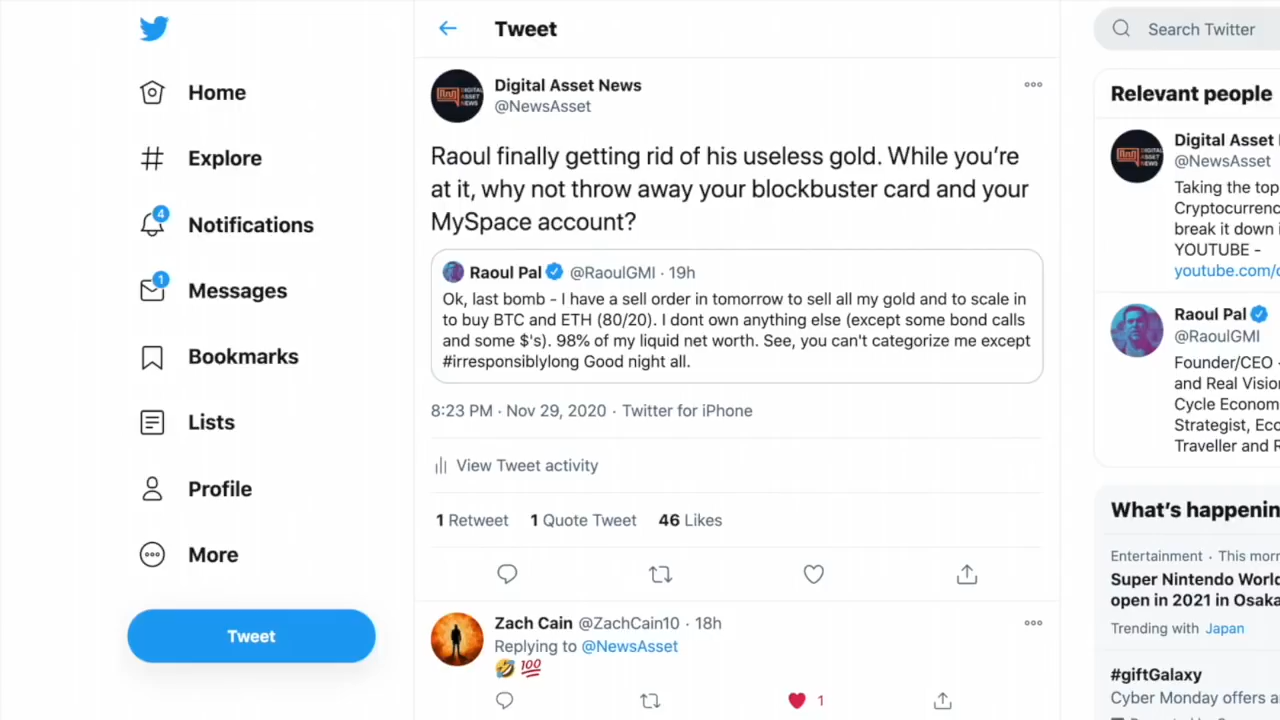 Tweet
Search Twitter
Home
Explore
4
Notifications
1
Messages
Bookmarks
Lists
Profile
More
Tweet
Digital Asset News
@NewsAsset
Raoul finally getting rid of his useless gold. While you’re
at it, why not throw away your blockbuster card and your
MySpace account?
Raoul Pal @RaoulGMI · 19h
Ok, last bomb - I have a sell order in tomorrow to sell all my gold and to scale in
to buy BTC and ETH (80/20). I dont own anything else (except some bond calls
and some $'s). 98% of my liquid net worth. See, you can't categorize me except
#irresponsiblylong Good night all.
8:23 PM · Nov 29, 2020 · Twitter for iPhone
View Tweet activity
1 Retweet 1 Quote Tweet 46 Likes
Zach Cain @ZachCain10 · 18h
Replying to @NewsAsset
🤣 💯
1
Relevant people
Digital Asset
@NewsAsset
Taking the top
Cryptocurrenc
break it down i
YOUTUBE -
youtube.com/
Raoul Pal
@RaoulGMI
Founder/CEO -
and Real Visio
Cycle Econom
Strategist, Eco
Traveller and R
What’s happenin
Entertainment · This mor
Super Nintendo World
open in 2021 in Osaka
Trending with Japan
#giftGalaxy
Cyber Monday offers a